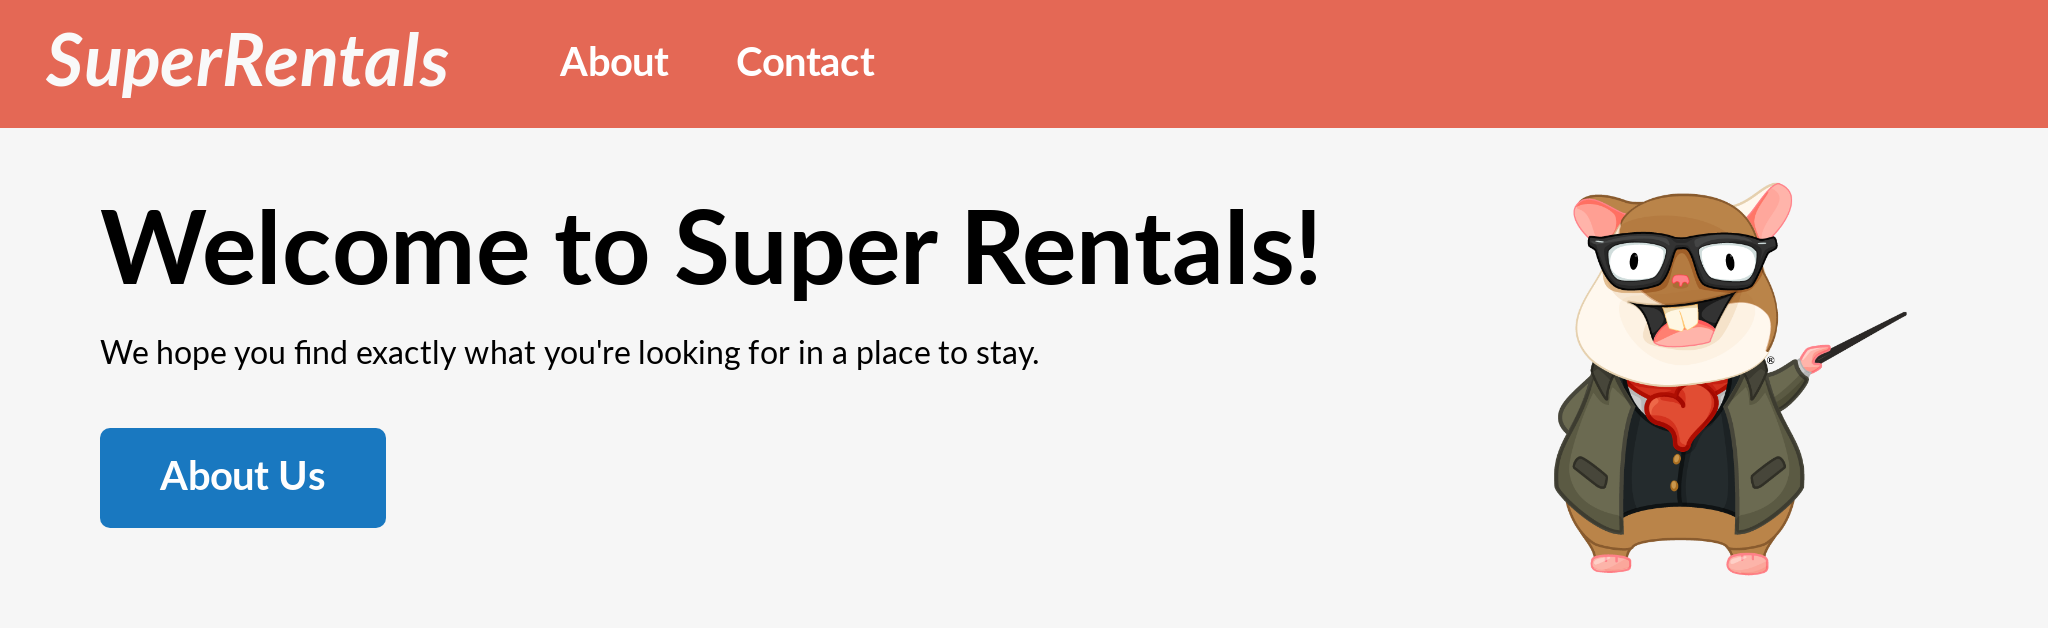 SuperRentals About Contact
Welcome to Super Rentals!
We hope you find exactly what you're looking for in a place to stay.
®
About Us